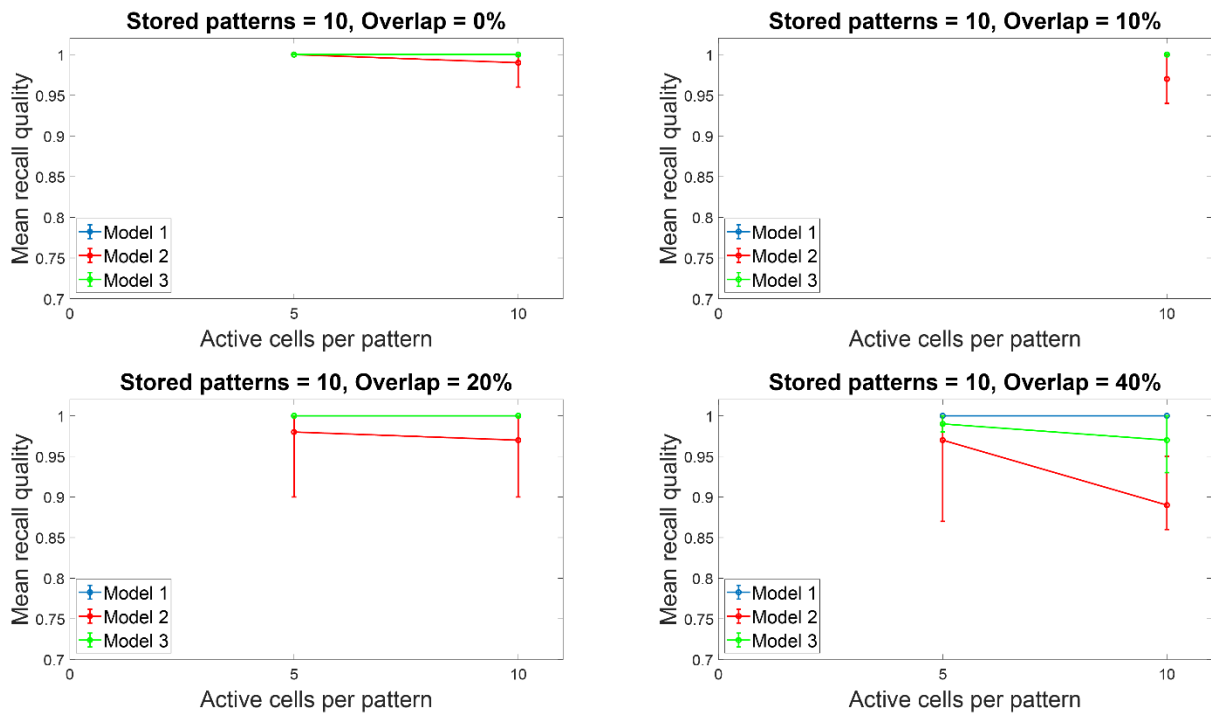 Stored patterns = 10, Overlap = 0%
Mean recall quality
1
0.95
0.9
0.85
0.8
0.75
0.7
Model 1
Model 2
Model 3
0
5
10
Active cells per pattern
Stored patterns = 10, Overlap = 10%
Mean recall quality
1
0.95
0.9
0.85
0.8
0.75
0.7
Model 1
Model 2
Model 3
0
10
Active cells per pattern
Stored patterns = 10, Overlap = 20%
Mean recall quality
1
0.95
0.9
0.85
0.8
0.75
0.7
Model 1
Model 2
Model 3
0
5
10
Active cells per pattern
Stored patterns = 10, Overlap = 40%
Mean recall quality
1
0.95
0.9
0.85
0.8
0.75
0.7
Model 1
Model 2
Model 3
0
5
10
Active cells per pattern